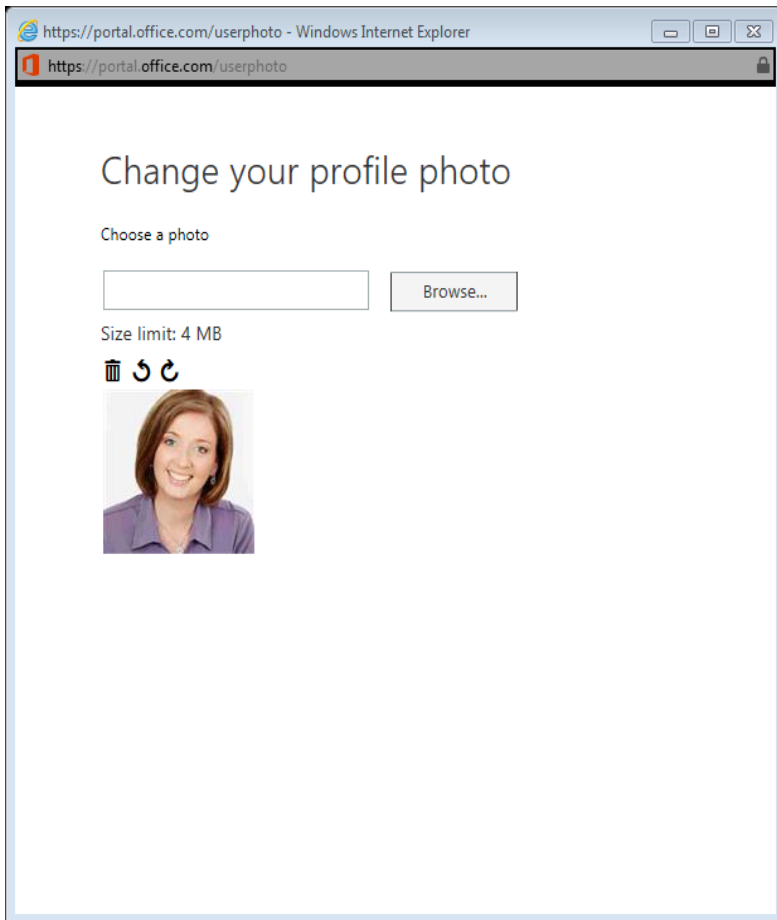 https://portal.office.com/userphoto - Windows Internet Explorer
https://portal.office.com/userphoto
Change your profile photo
Choose a photo
Browse...
Size limit: 4 MB